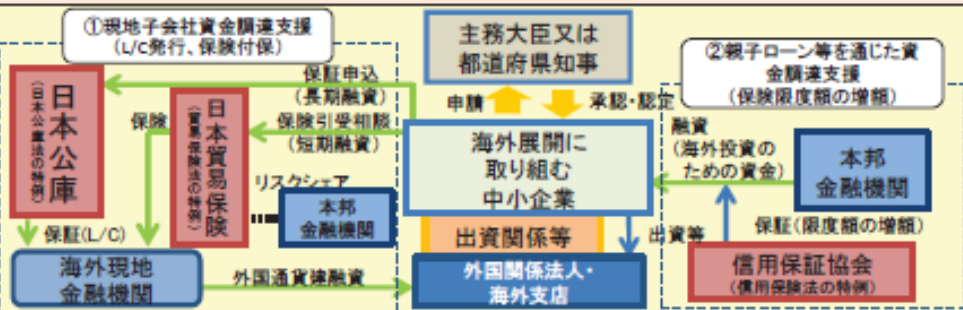 ①現地子会社資金調達支援
(L/C発行、保険付保)
主務大臣又は
都道府県知事
②親子ローン等を通じた資
金調達支援
(保険限度額の増額)
日本公庫
(日本公庫法の特例)
保証申込
(長期融資)
申請
承認・認定
保険
日本貿易保険
(貿易保険法の特例)
保険引受相談
(短期融資)
海外展開に
取り組む
中小企業
融資
(海外投資の
ための資金)
本邦
金融機関
リスクシェア
本邦
金融機関
保証(L/C)
出資関係等
出資等
保証(限度額の増額)
海外現地
金融機関
外国通貨建融資
外国関係法人・
海外支店
信用保証協会
(信用保険法の特例)